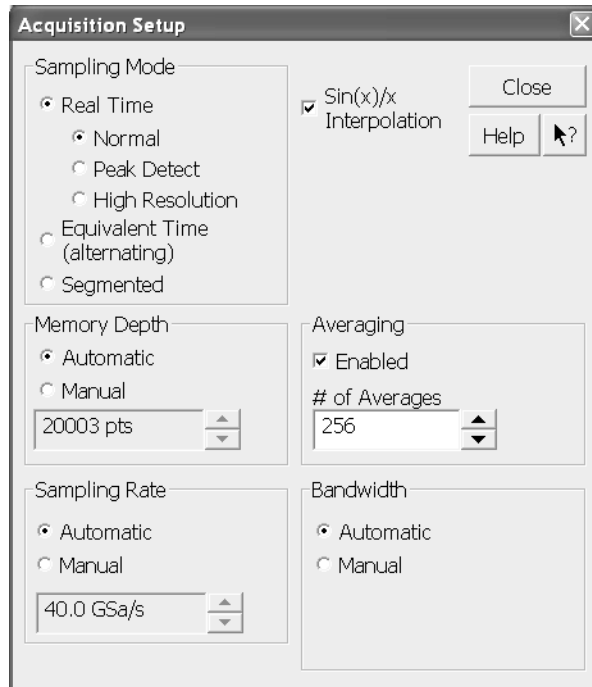 Acquisition Setup
Sampling Mode
Real Time
Normal
Peak Detect
High Resolution
Equivalent Time
(alternating)
Segmented
Sin(x)/x
Interpolation
Close
Help
?
Memory Depth
Automatic
Manual
20003 pts
Averaging
Enabled
# of Averages
256
Sampling Rate
Automatic
Manual
40.0 GSa/s
Bandwidth
Automatic
Manual